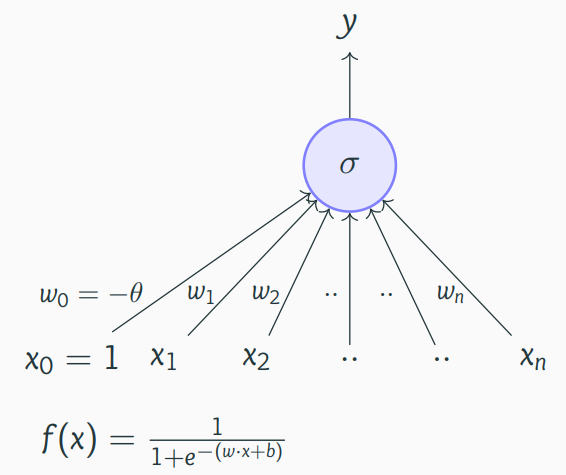 y
σ
w₀ = −θ w₁ w₂ .. .. wₙ
x₀ = 1 x₁ x₂ .. .. xₙ
f(x) = 1/(1+e^−(w·x+b))